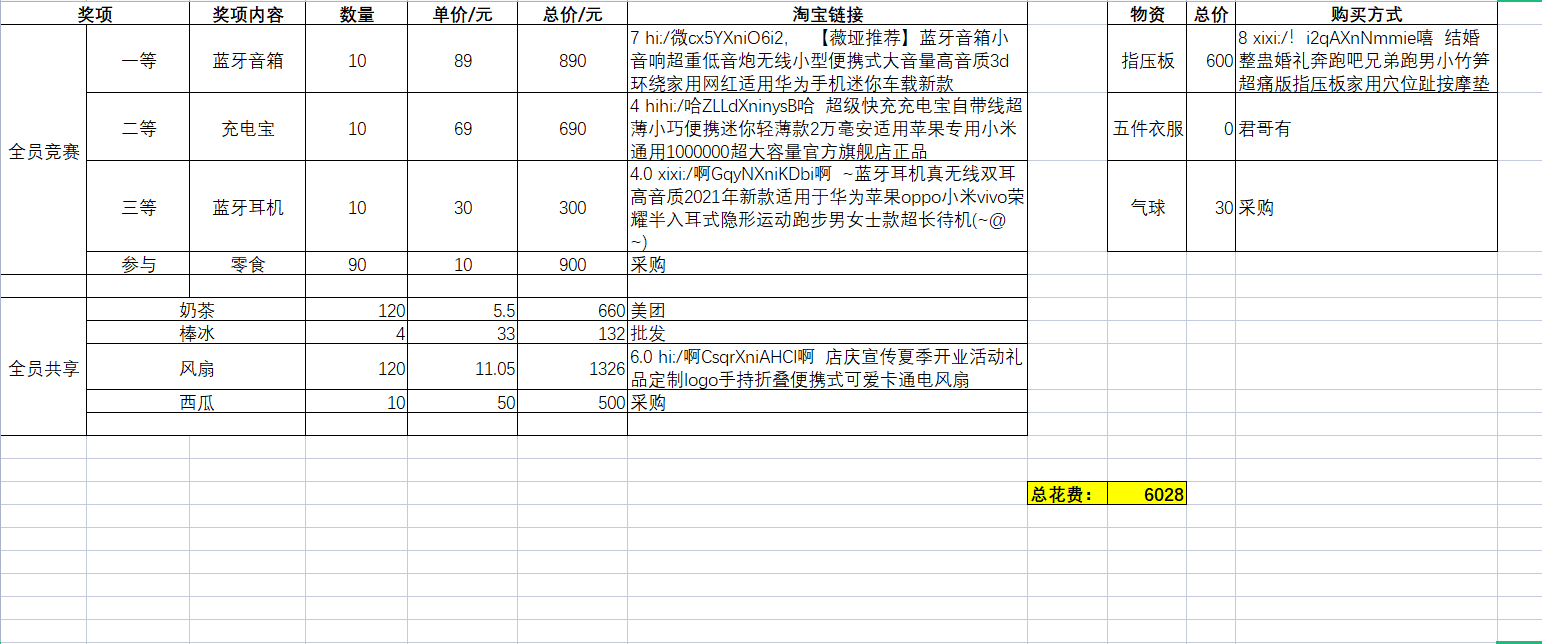 奖项 奖项内容 数量 单价/元 总价/元 淘宝链接 物资 总价 购买方式
全员竞赛
一等 蓝牙音箱 10 89 890
7 hi:/微cx5YXniO6i2， 【薇娅推荐】蓝牙音箱小
音响超重低音炮无线小型便携式大音量高音质3d
环绕家用网红适用华为手机迷你车载新款
指压板 600
8 xixi:/！i2qAXnNmmie嘻 结婚
整蛊婚礼奔跑吧兄弟跑男小竹笋
超痛版指压板家用穴位趾按摩垫
二等 充电宝 10 69 690
4 hihi:/哈ZLLdXninysB哈 超级快充充电宝自带线超
薄小巧便携迷你轻薄款2万毫安适用苹果专用小米
通用1000000超大容量官方旗舰店正品
五件衣服 0 君哥有
三等 蓝牙耳机 10 30 300
4.0 xixi:/啊GqyNXniKDbi啊 ~蓝牙耳机真无线双耳
高音质2021年新款适用于华为苹果oppo小米vivo荣
耀半入耳式隐形运动跑步男女士款超长待机(~@
~)
气球 30 采购
参与 零食 90 10 900 采购
全员共享
奶茶 120 5.5 660 美团
棒冰 4 33 132 批发
风扇 120 11.05 1326
6.0 hi:/啊CsqrXniAHCl啊 店庆宣传夏季开业活动礼
品定制logo手持折叠便携式可爱卡通电风扇
西瓜 10 50 500 采购
总花费： 6028